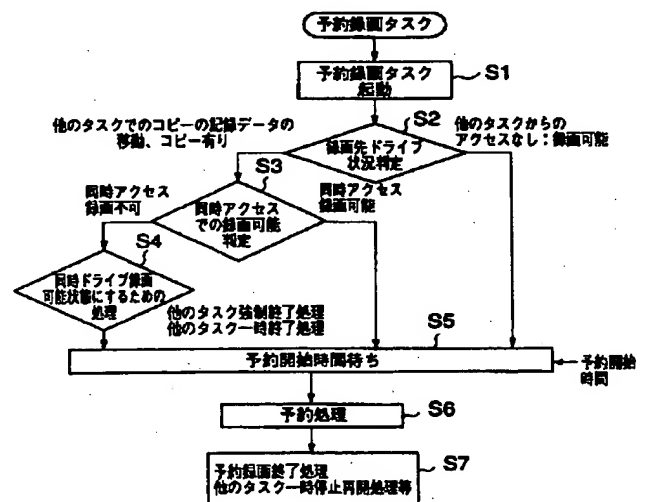 予約録画タスク
予約録画タスク
起動
S1
S2
他のタスクでのコピーの記録データの
移動、コピー有り
録画先ドライブ
状況判定
他のタスクからの
アクセスなし：録画可能
S3
同時アクセス
録画不可
同時アクセス
での録画可能
判定
同時アクセス
録画可能
S4
同時ドライブ録画
可能状態にするための
処理
他のタスク強制終了処理
他のタスク一時終了処理
S5
予約開始時間待ち
予約開始
時間
予約処理
S6
S7
予約録画終了処理
他のタスク一時停止再開処理等